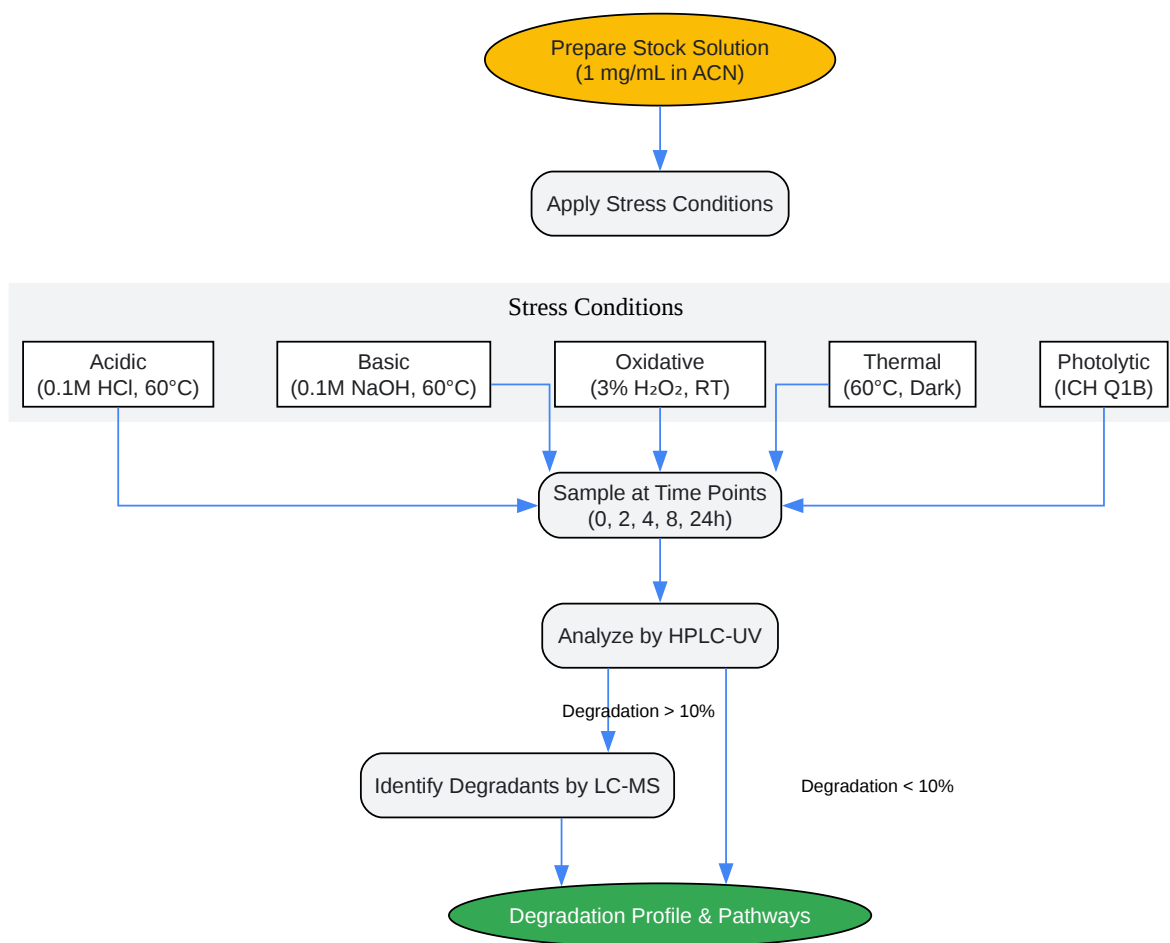 Prepare Stock Solution
(1 mg/mL in ACN)
Apply Stress Conditions
Stress Conditions
Acidic
(0.1M HCl, 60°C)
Basic
(0.1M NaOH, 60°C)
Oxidative
(3% H₂O₂, RT)
Thermal
(60°C, Dark)
Photolytic
(ICH Q1B)
Sample at Time Points
(0, 2, 4, 8, 24h)
Analyze by HPLC-UV
Degradation > 10%
Identify Degradants by LC-MS
Degradation < 10%
Degradation Profile & Pathways